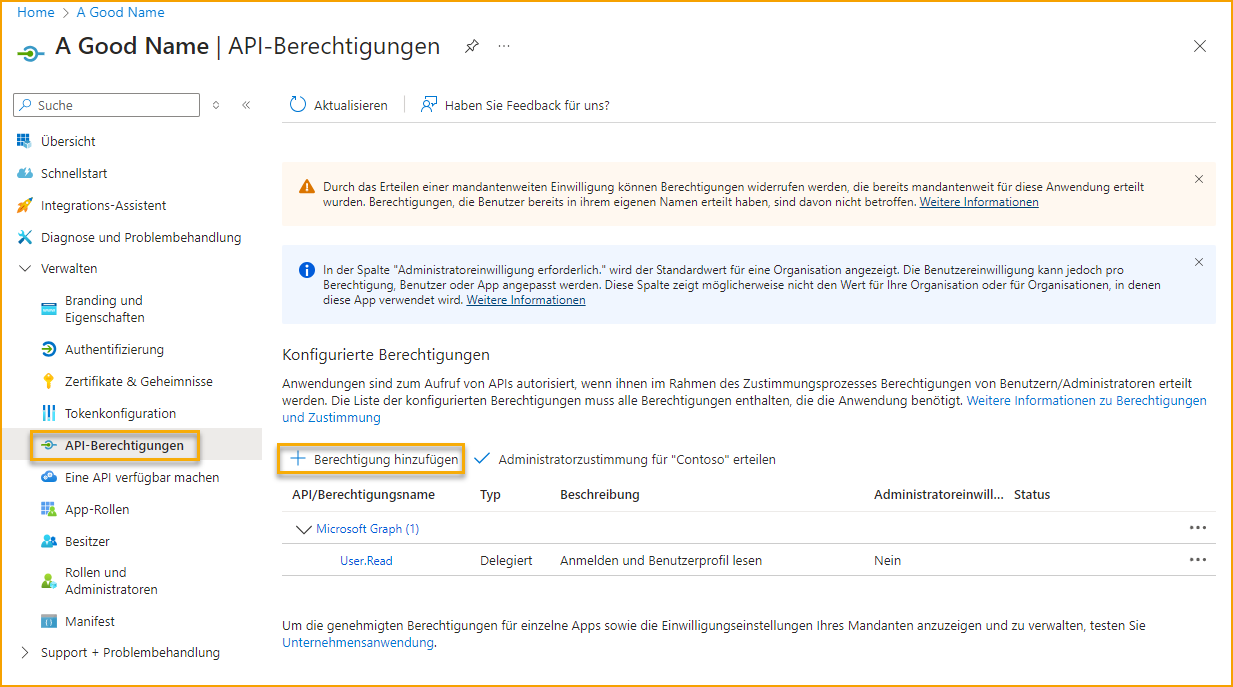 Home > A Good Name
A Good Name | API-Berechtigungen ...
Suche
Aktualisieren
Haben Sie Feedback für uns?
Übersicht
Schnellstart
Integrations-Assistent
Diagnose und Problembehandlung
Verwalten
Branding und
Eigenschaften
Authentifizierung
Zertifikate & Geheimnisse
Tokenkonfiguration
API-Berechtigungen
Eine API verfügbar machen
App-Rollen
Besitzer
Rollen und
Administratoren
Manifest
Support + Problembehandlung
Durch das Erteilen einer mandantenweiten Einwilligung können Berechtigungen widerrufen werden, die bereits mandantenweit für diese Anwendung erteilt
wurden. Berechtigungen, die Benutzer bereits in ihrem eigenen Namen erteilt haben, sind davon nicht betroffen. Weitere Informationen
In der Spalte "Administratoreinwilligung erforderlich." wird der Standardwert für eine Organisation angezeigt. Die Benutzereinwilligung kann jedoch pro
Berechtigung, Benutzer oder App angepasst werden. Diese Spalte zeigt möglicherweise nicht den Wert für Ihre Organisation oder für Organisationen, in denen
diese App verwendet wird. Weitere Informationen
Konfigurierte Berechtigungen
Anwendungen sind zum Aufruf von APIs autorisiert, wenn ihnen im Rahmen des Zustimmungsprozesses Berechtigungen von Benutzern/Administratoren erteilt
werden. Die Liste der konfigurierten Berechtigungen muss alle Berechtigungen enthalten, die die Anwendung benötigt. Weitere Informationen zu Berechtigungen
und Zustimmung
Berechtigung hinzufügen
Administratorzustimmung für "Contoso" erteilen
API/Berechtigungsname Typ Beschreibung Administratoreinwill... Status
Microsoft Graph (1)
User.Read Delegiert Anmelden und Benutzerprofil lesen Nein
Um die genehmigten Berechtigungen für einzelne Apps sowie die Einwilligungseinstellungen Ihres Mandanten anzuzeigen und zu verwalten, testen Sie
Unternehmensanwendung.